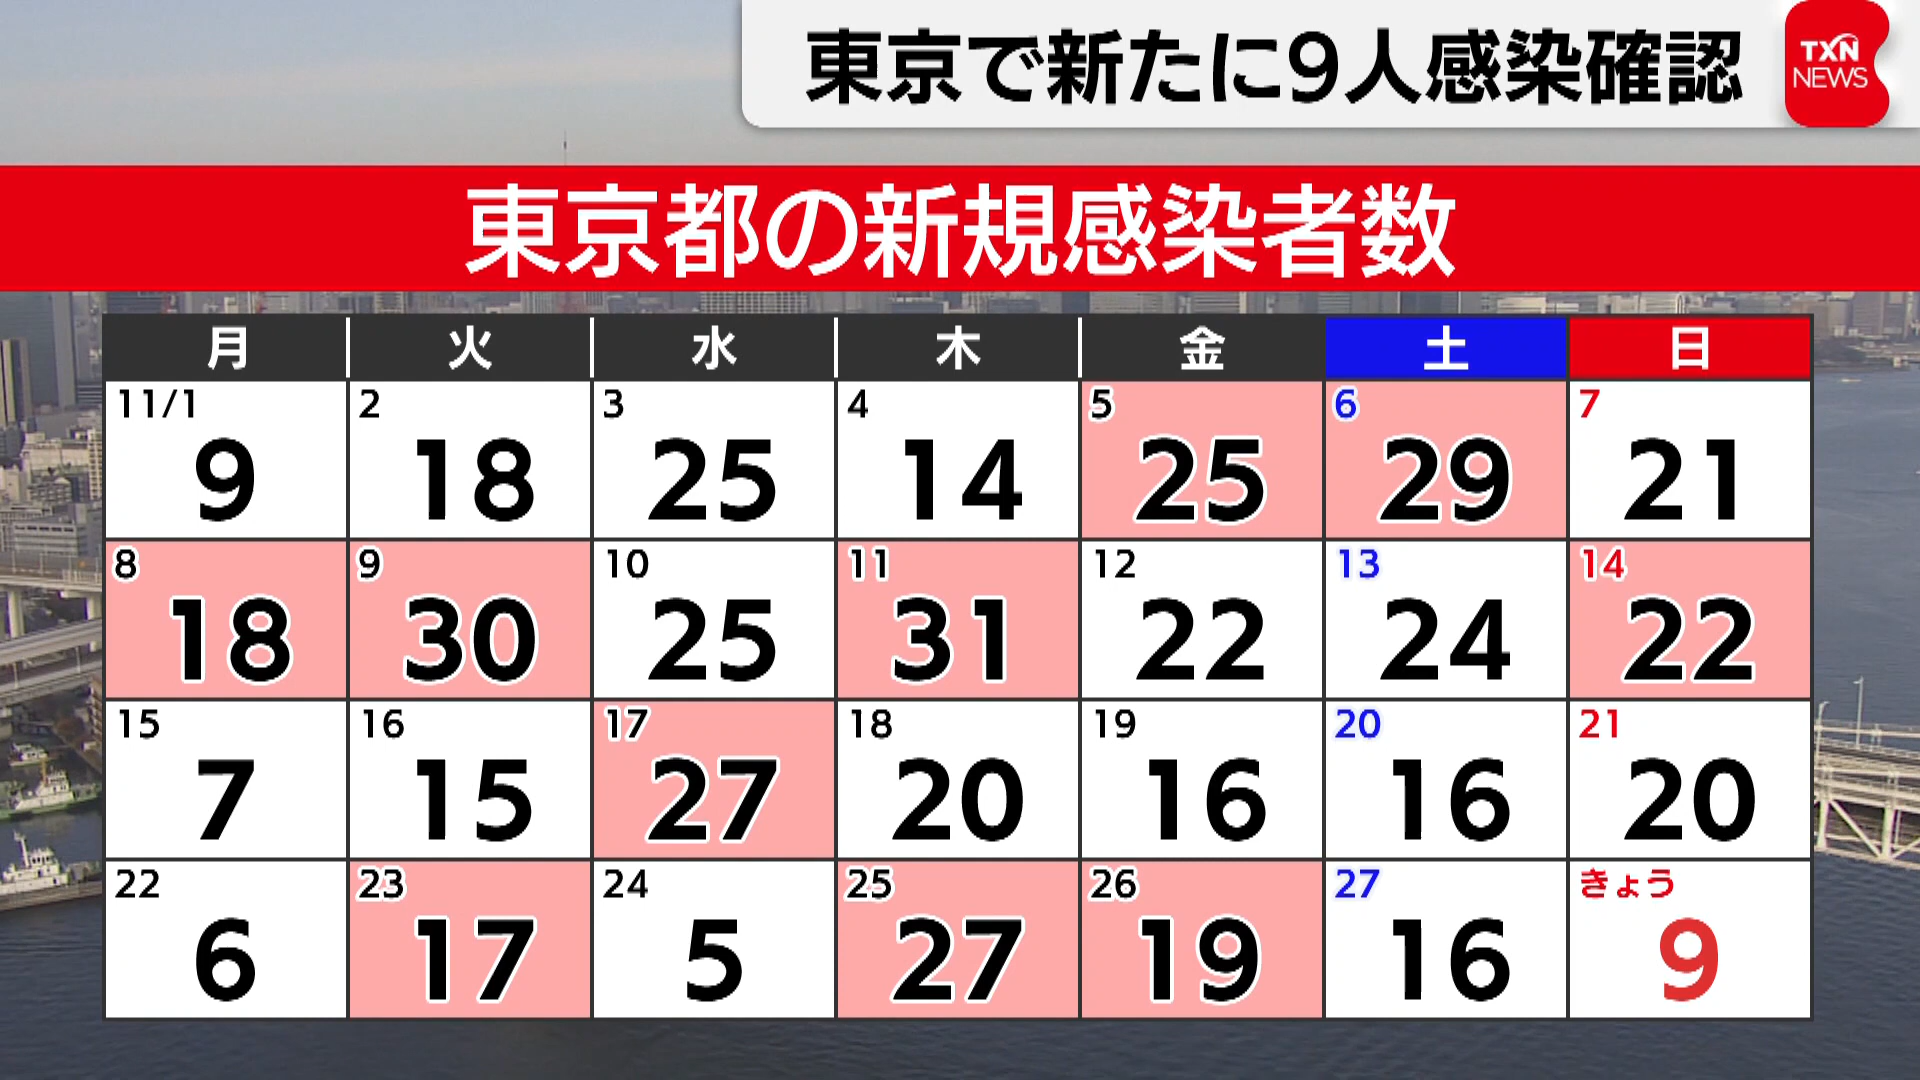 東京で新たに9人感染確認
TXN
NEWS
東京都の新規感染者数
月 火 水 木 金 土 日
11/1 2 3 4 5 6 7
9 18 25 14 25 29 21
8 9 10 11 12 13 14
18 30 25 31 22 24 22
15 16 17 18 19 20 21
7 15 27 20 16 16 20
22 23 24 25 26 27 きょう
6 17 5 27 19 16 9